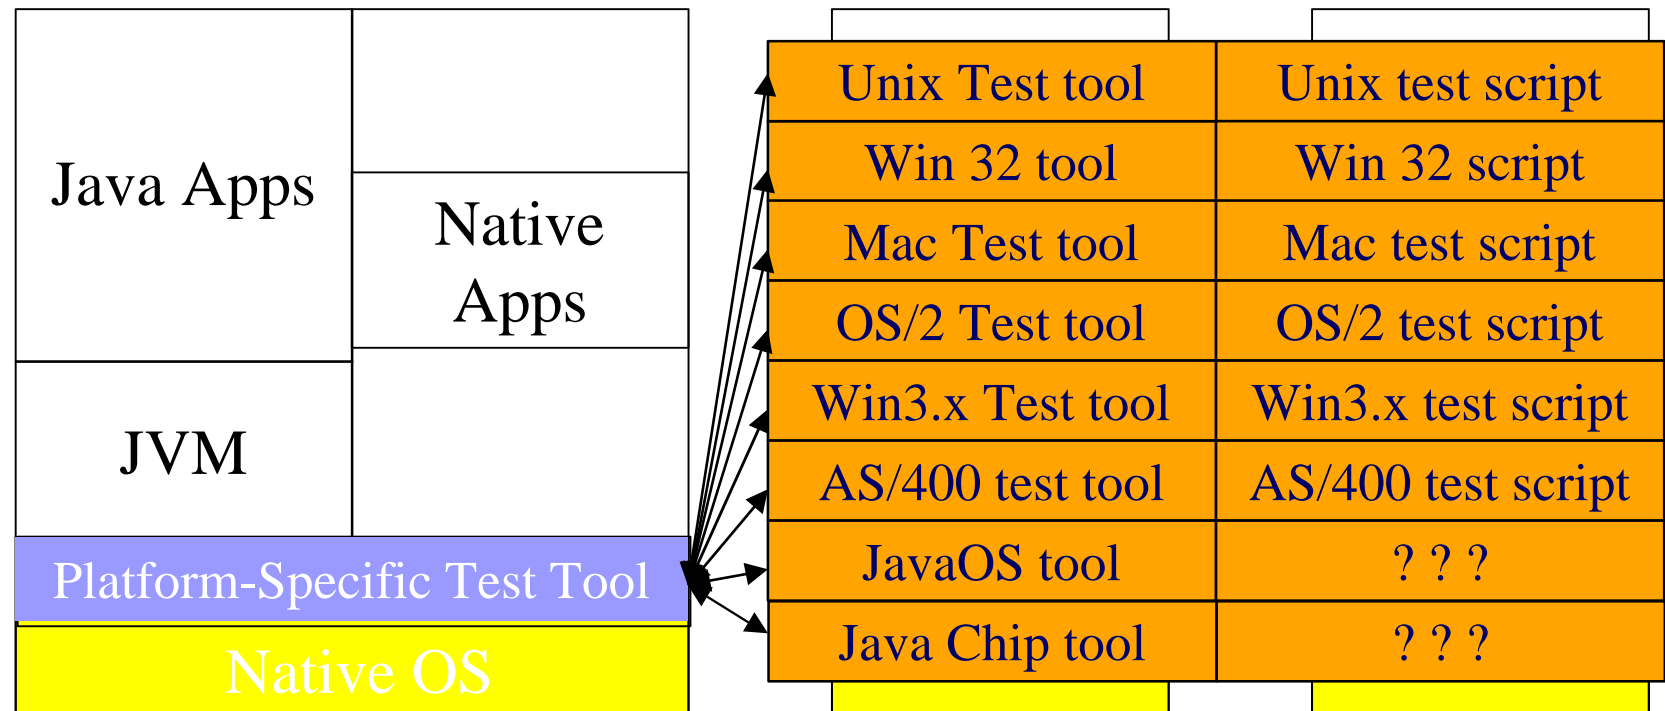 Java Apps
Native
Apps
JVM
Platform-Specific Test Tool
Native OS
Unix Test tool
Unix test script
Win 32 tool
Win 32 script
Mac Test tool
Mac test script
OS/2 Test tool
OS/2 test script
Win3.x Test tool
Win3.x test script
AS/400 test tool
AS/400 test script
JavaOS tool
? ? ?
Java Chip tool
? ? ?